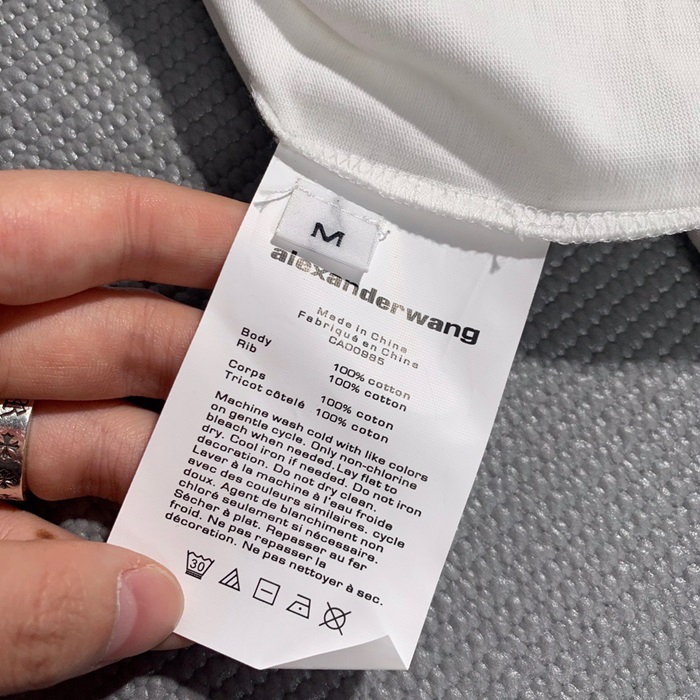 M
alexanderwang
Made in China
Fabriqué en China
CA00985
Body 100% cotton
Rib 100% cotton
Corps 100% coton
Tricot côtelé 100% coton
Machine wash cold with like colors
on gentle cycle. Only non-chlorine
bleach when needed. Lay flat to
dry. Cool iron if needed. Do not iron
decoration. Do not dry clean.
Laver à la machine à l'eau froide
avec des couleurs similaires. cycle
doux. Agent de blanchiment non
chloré seulement si nécessaire.
Sécher à plat. Repasser au fer
froid. Ne pas repasser la
décoration. Ne pas nettoyer à sec.
30